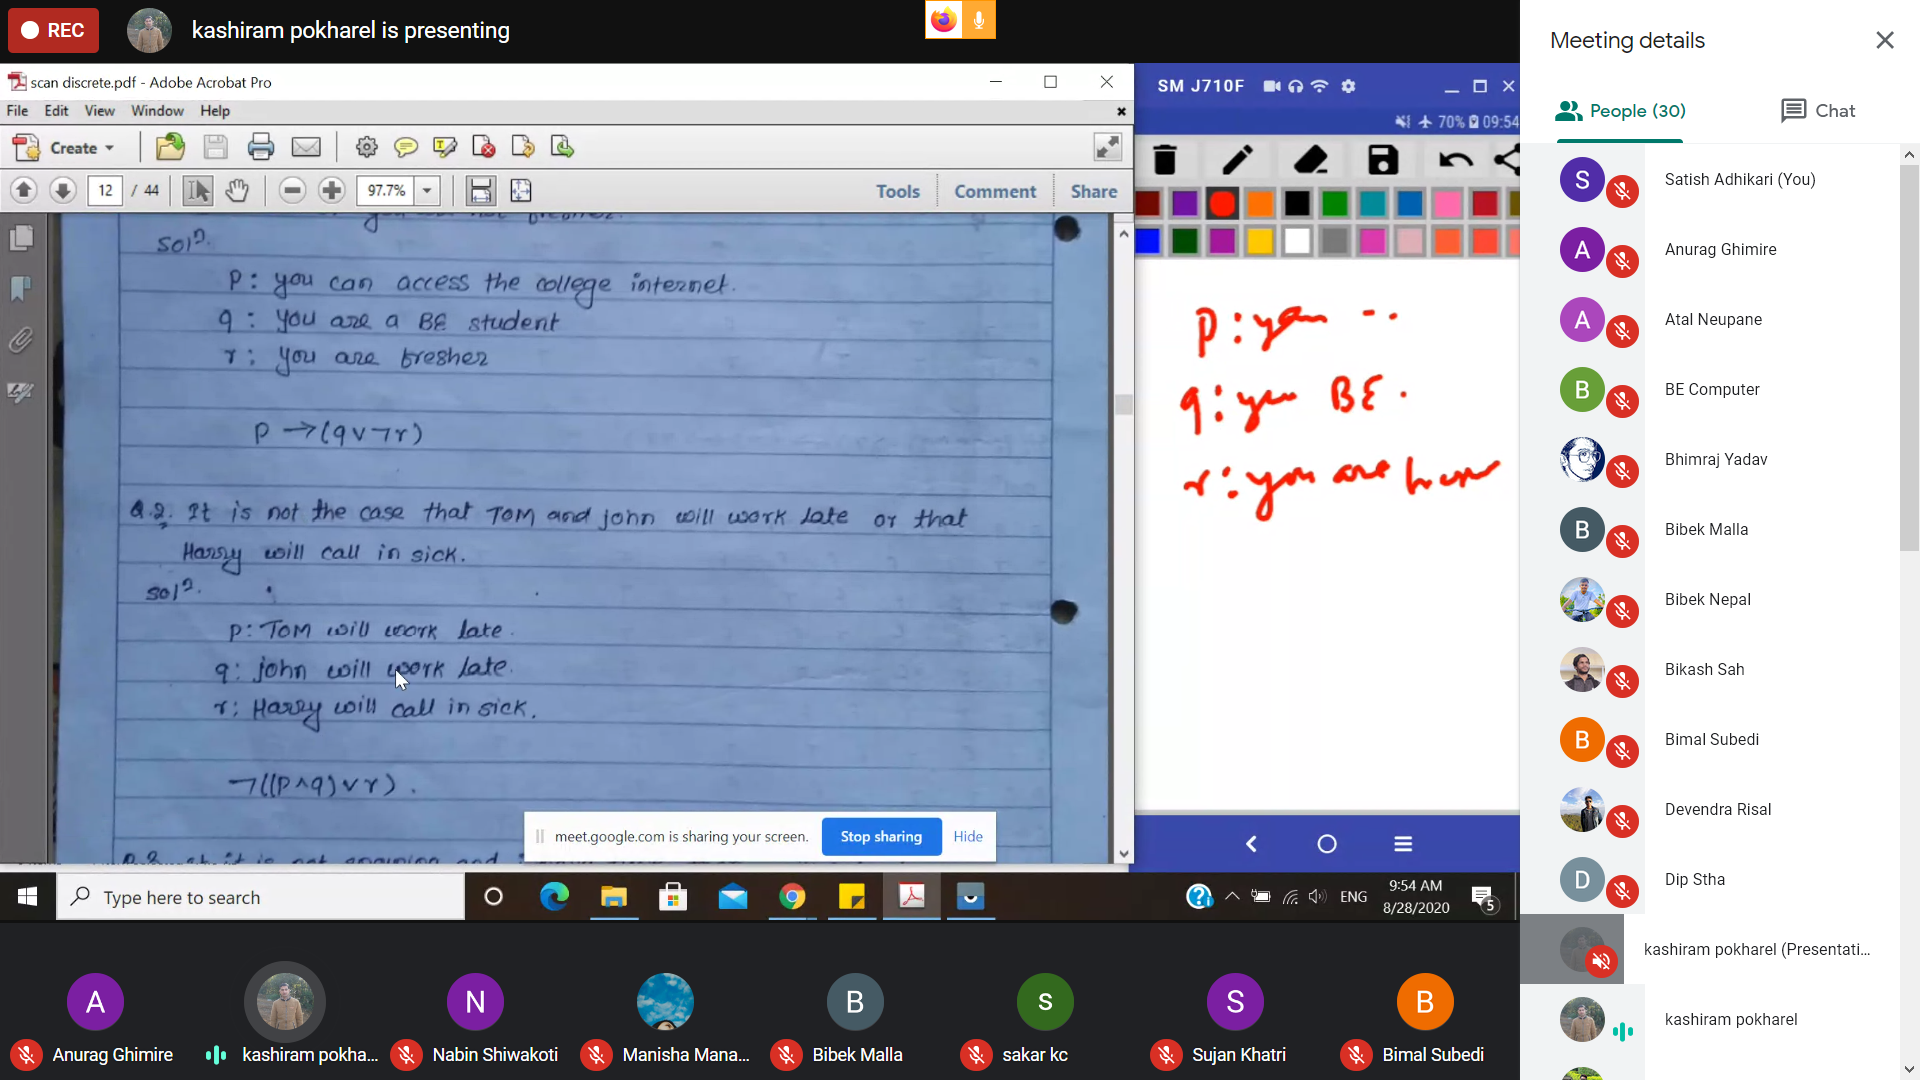 REC
kashiram pokharel is presenting
scan discrete.pdf - Adobe Acrobat Pro
File Edit View Window Help
Create
12 / 44
97.7%
Tools Comment Share
fresher.
Sol?.
P: you can access the college internet.
q: You are a BE student
r: You are fresher
P → (q ∨ ¬ r)
Q.2. It is not the case that TOM and john will work late or that
Harry will call in sick.
Sol?.
P: TOM will work late.
q: john will work late.
r: Harry will call in sick.
¬((P ∧ q) ∨ r).
meet.google.com is sharing your screen.
Stop sharing
Hide
SM J710F
70% 09:54
p: you ..
q: you BE.
r: you are
Type here to search
ENG
9:54 AM
8/28/2020
5
A
N
B
s
S
B
Anurag Ghimire
kashiram pokha...
Nabin Shiwakoti
Manisha Mana...
Bibek Malla
sakar kc
Sujan Khatri
Bimal Subedi
Meeting details
People (30)
Chat
S Satish Adhikari (You)
A Anurag Ghimire
A Atal Neupane
B BE Computer
Bhimraj Yadav
B Bibek Malla
Bibek Nepal
Bikash Sah
B Bimal Subedi
Devendra Risal
D Dip Stha
kashiram pokharel (Presentati...
kashiram pokharel